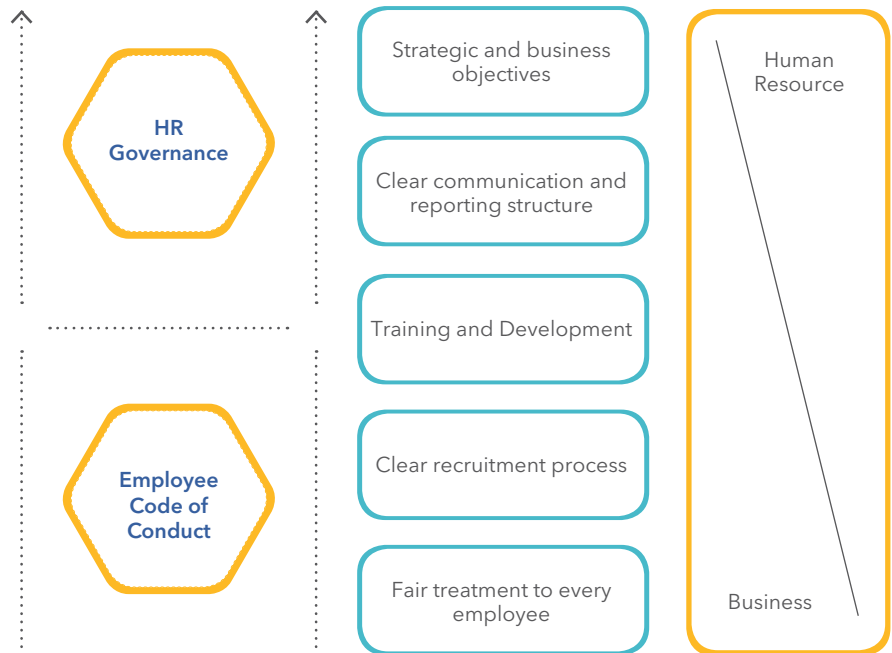 HR
Governance
Employee
Code of
Conduct
Strategic and business
objectives
Clear communication and
reporting structure
Training and Development
Clear recruitment process
Fair treatment to every
employee
Human
Resource
Business